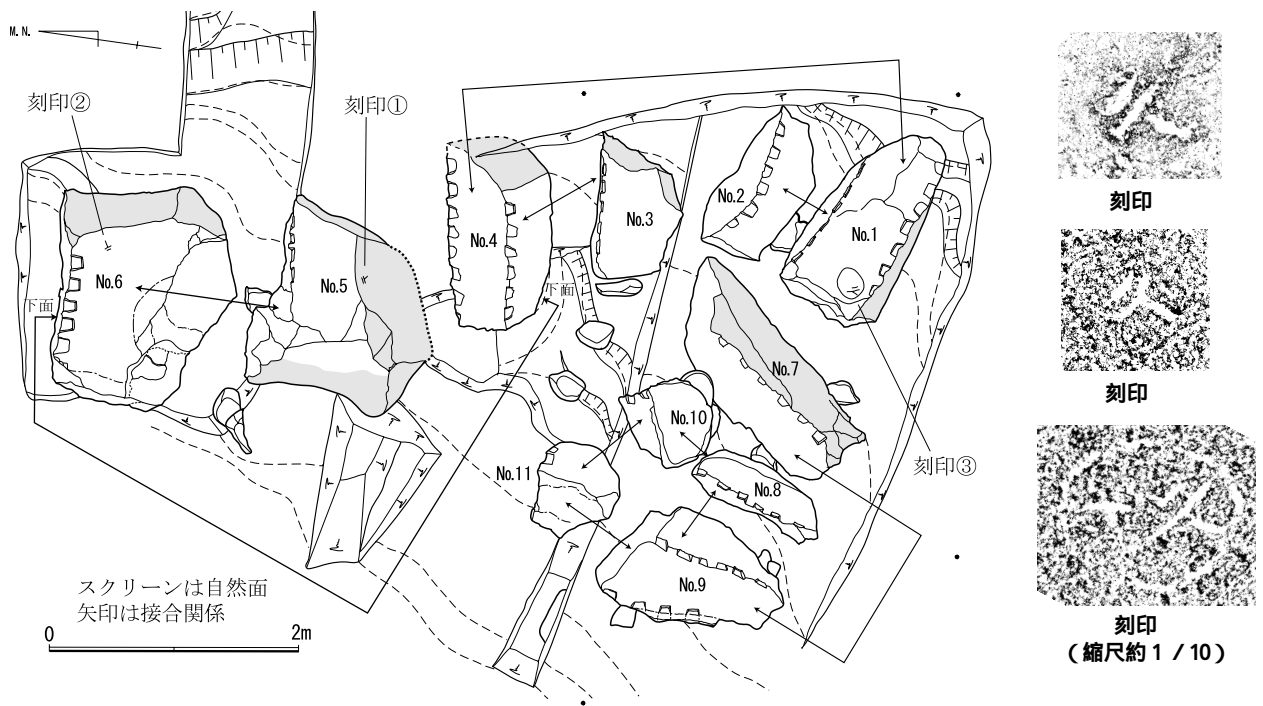 M.N.
刻印②
刻印①
No.6
No.5
No.4
No.3
No.2
No.1
下面
下面
No.7
No.10
No.11
No.8
No.9
刻印③
スクリーンは自然面
矢印は接合関係
0
2m
刻印
刻印
刻印
(縮尺約1/10)